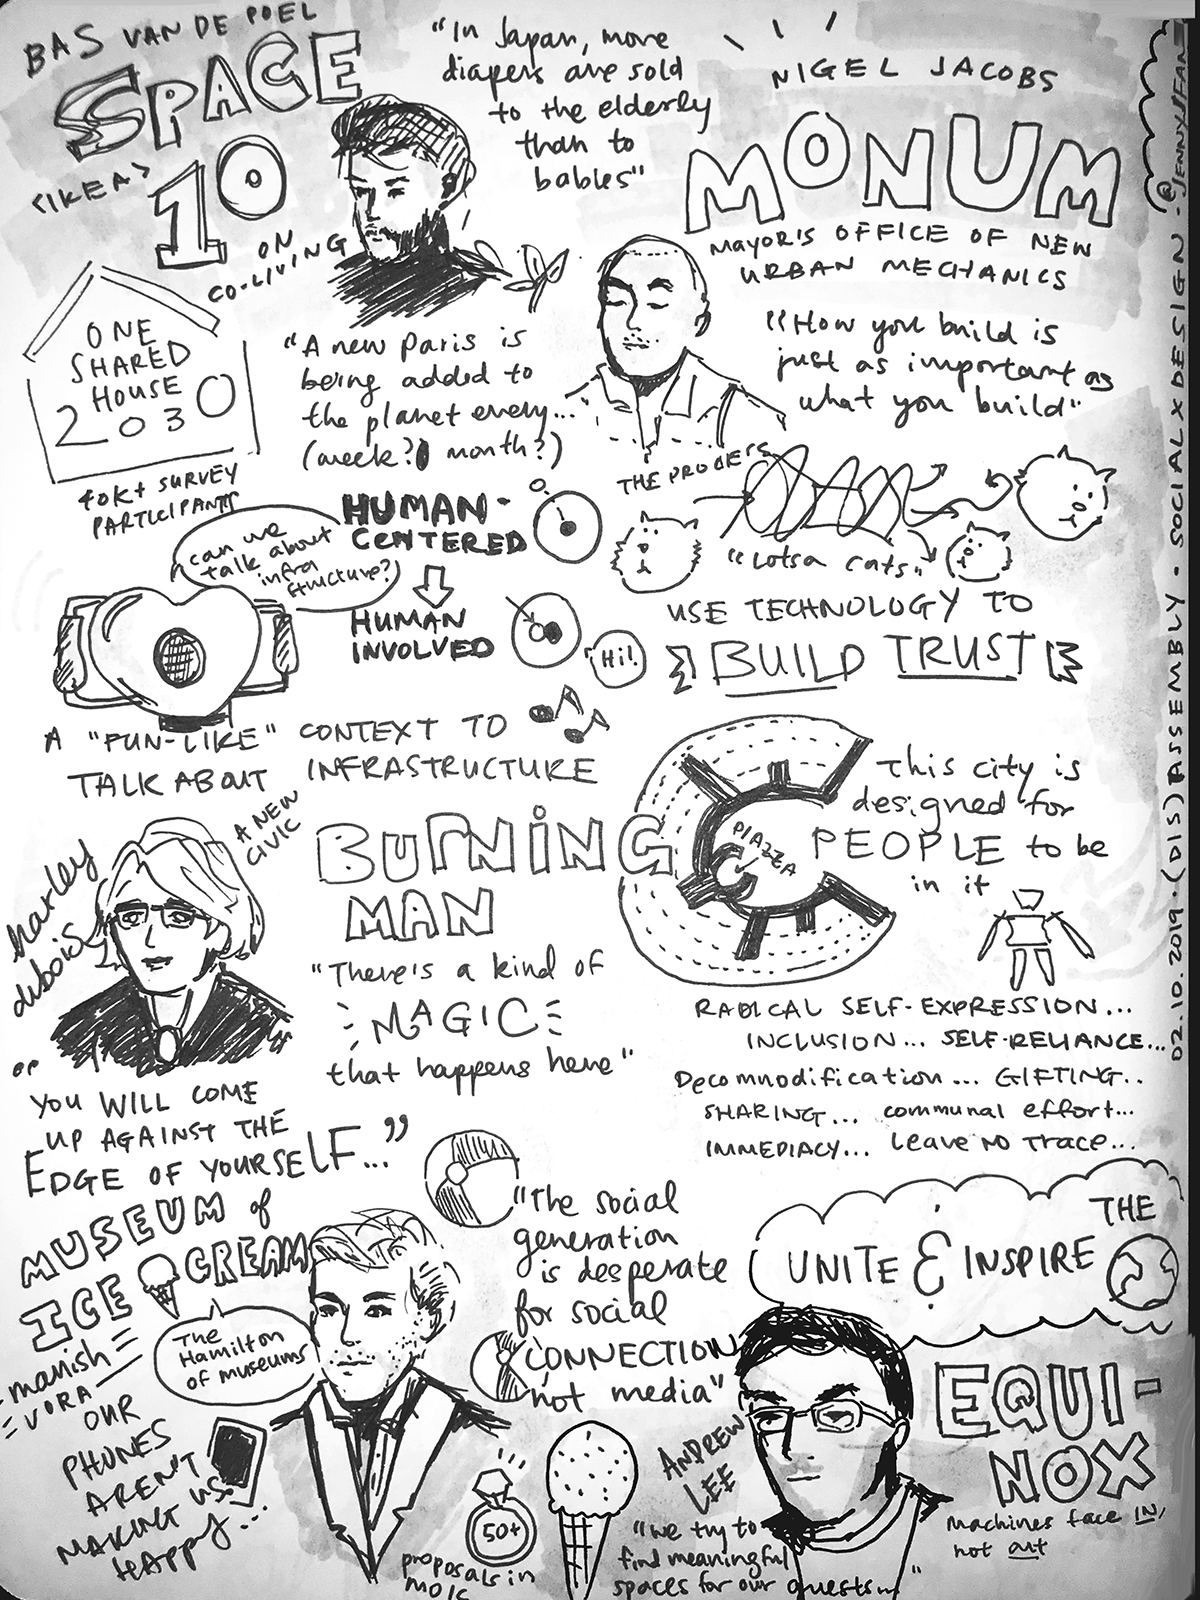 BAS VAN DE POEL
SPACE
10
<IKEA>
ON
CO-LIVING
"In Japan, more
diapers are sold
to the elderly
than to
babies"
NIGEL JACOBS
MONUM
MAYOR'S OFFICE OF NEW
URBAN MECHANICS
ONE
SHARED
HOUSE
2030
40K+ SURVEY
PARTICIPANTS
"A new Paris is
being added to
the planet every..."
(week? month?)
"How you build is
just as important as
what you build"
THE PROCESS
"Lotsa cats"
can we
talk about
infra
structure?
HUMAN-
CENTERED
HUMAN
INVOLVED
Hi!
USE TECHNOLOGY TO
BUILD TRUST
A "FUN-LIKE" CONTEXT TO
TALK ABOUT INFRASTRUCTURE
harley
dubois
A NEW
CIVIC
BURNING
MAN
"There's a kind of
MAGIC
that happens here"
PIAZZA
This city is
designed for
PEOPLE to be
in it
RADICAL SELF-EXPRESSION...
INCLUSION... SELF-RELIANCE...
Decommodification... GIFTING..
SHARING... communal effort...
IMMEDIACY... Leave No Trace...
or
YOU WILL COME
UP AGAINST THE
EDGE OF YOURSELF..."
MUSEUM of
ICE CREAM
manish
VORA
The
Hamilton
of museums
OUR
PHONES
AREN'T
MAKING US
HAPPY...
"The social
generation
is desperate
for social
CONNECTION
not media"
50+
proposals in
MOIC
THE
UNITE & INSPIRE
ANDREW
LEE
EQUI-
NOX
Machines face IN,
not out
"we try to
find meaningful
spaces for our guests..."
02.10.2019 · (DIS)ASSEMBLY · SOCIAL X DESIGN - @JENNYJFAN